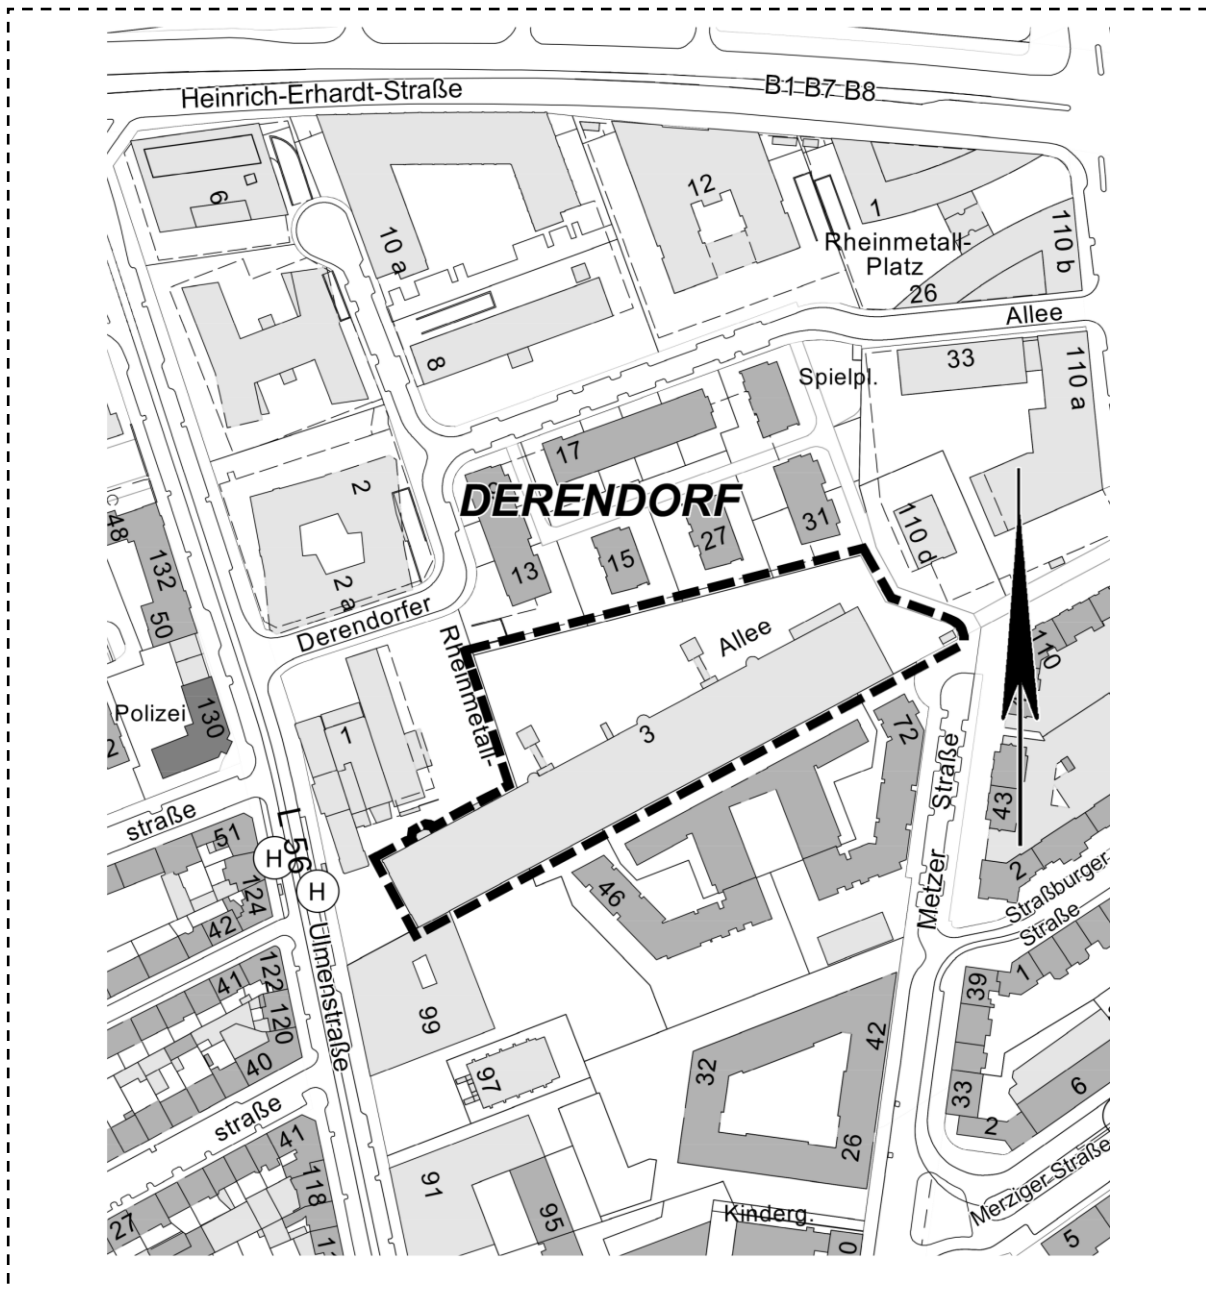 Heinrich-Erhardt-Straße
B1 B7 B8
6
10 a
12
1
110 b
Rheinmetall-
Platz
26
Allee
8
Spielpl.
33
110 a
17
2
DERENDORF
48
132
50
2 a
13
15
27
31
110 d
Derendorfer
Rheinmetall-
Allee
110
Polizei
130
2
1
3
72
Metzer Straße
43
straße
51
L 56
H
H
124
42
46
2
Straßburger-
Straße
41
122
120
40
Ulmenstraße
99
97
39
1
42
32
33
6
2
26
straße
41
118
27
91
95
Kinderg.
Merziger-Straße
5